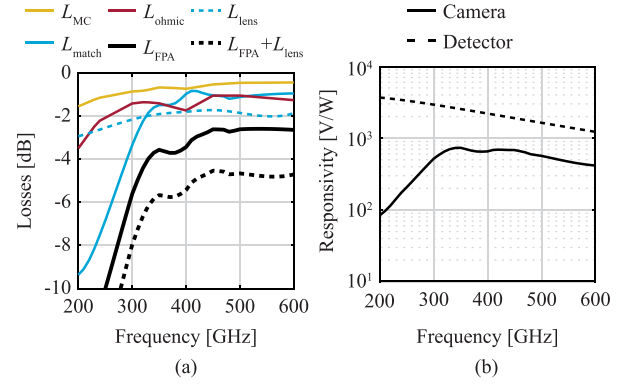 L_MC L_ohmic L_lens
L_match L_FPA L_FPA+L_lens
Camera
Detector
0
-2
-4
-6
-8
-10
Losses [dB]
200 300 400 500 600
Frequency [GHz]
(a)
10^4
10^3
10^2
10^1
Responsivity [V/W]
200 300 400 500 600
Frequency [GHz]
(b)